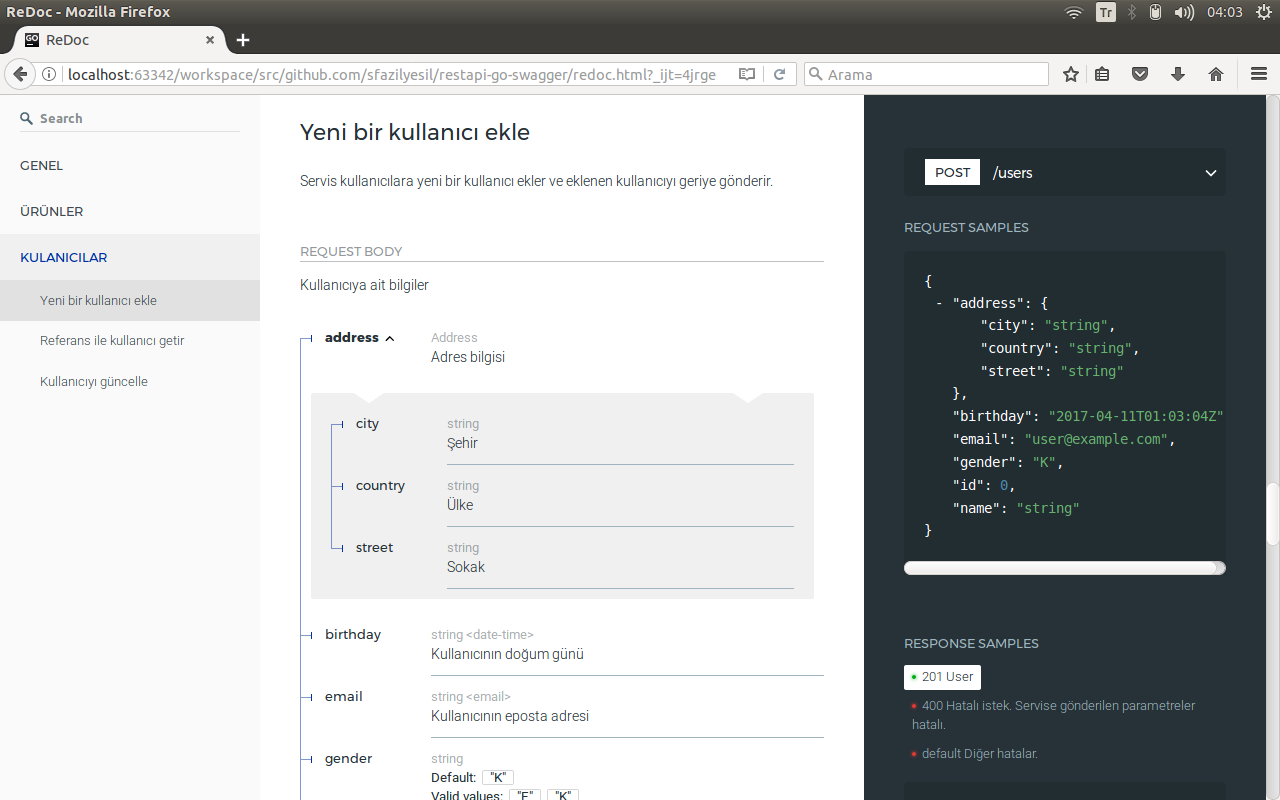 ReDoc - Mozilla Firefox
Tr
04:03
GO
ReDoc
localhost:63342/workspace/src/github.com/sfazilyesil/restapi-go-swagger/redoc.html?_ijt=4jrge
Arama
Search
GENEL
ÜRÜNLER
KULANICILAR
Yeni bir kullanıcı ekle
Referans ile kullanıcı getir
Kullanıcıyı güncelle
Yeni bir kullanıcı ekle
Servis kullanıcılara yeni bir kullanıcı ekler ve eklenen kullanıcıyı geriye gönderir.
REQUEST BODY
Kullanıcıya ait bilgiler
address Address
Adres bilgisi
city string
Şehir
country string
Ülke
street string
Sokak
birthday string <date-time>
Kullanıcının doğum günü
email string <email>
Kullanıcının eposta adresi
gender string
Default: "K"
Valid values: "E" "K"
POST /users
REQUEST SAMPLES
{
- "address": {
"city": "string",
"country": "string",
"street": "string"
},
"birthday": "2017-04-11T01:03:04Z"
"email": "user@example.com",
"gender": "K",
"id": 0,
"name": "string"
}
RESPONSE SAMPLES
201 User
400 Hatalı istek. Servise gönderilen parametreler
hatalı.
default Diğer hatalar.